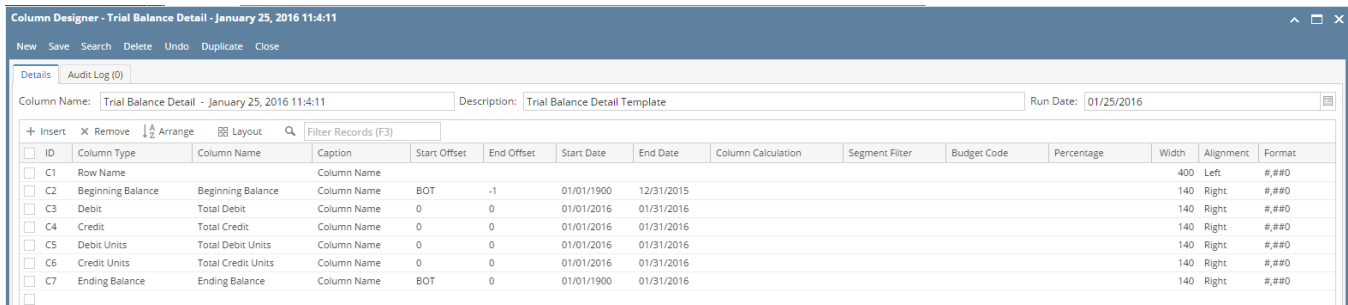 Column Designer - Trial Balance Detail - January 25, 2016 11:4:11
New Save Search Delete Undo Duplicate Close
Details Audit Log (0)
Column Name: Trial Balance Detail - January 25, 2016 11:4:11 Description: Trial Balance Detail Template Run Date: 01/25/2016
Insert Remove Arrange Layout Filter Records (F3)
ID Column Type Column Name Caption Start Offset End Offset Start Date End Date Column Calculation Segment Filter Budget Code Percentage Width Alignment Format
C1 Row Name Column Name 400 Left #,##0
C2 Beginning Balance Beginning Balance Column Name BOT -1 01/01/1900 12/31/2015 140 Right #,##0
C3 Debit Total Debit Column Name 0 0 01/01/2016 01/31/2016 140 Right #,##0
C4 Credit Total Credit Column Name 0 0 01/01/2016 01/31/2016 140 Right #,##0
C5 Debit Units Total Debit Units Column Name 0 0 01/01/2016 01/31/2016 140 Right #,##0
C6 Credit Units Total Credit Units Column Name 0 0 01/01/2016 01/31/2016 140 Right #,##0
C7 Ending Balance Ending Balance Column Name BOT 0 01/01/1900 01/31/2016 140 Right #,##0